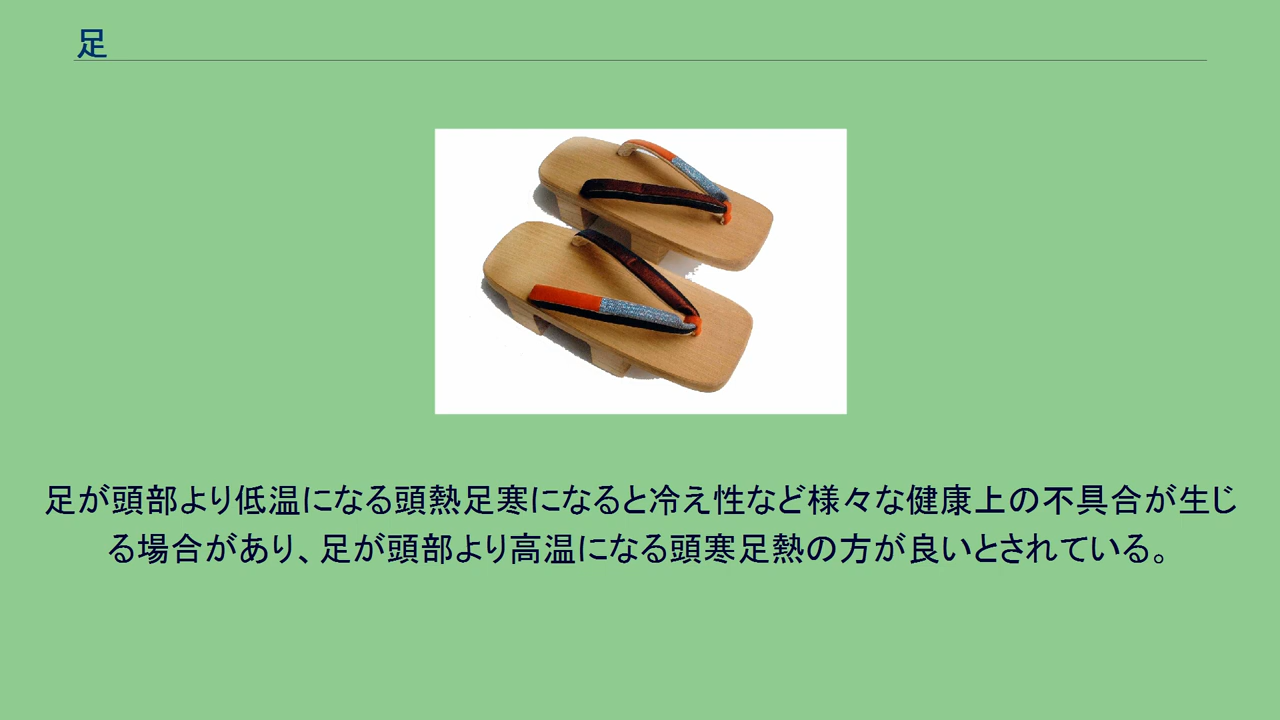 足
足が頭部より低温になる頭熱足寒になると冷え性など様々な健康上の不具合が生じ
る場合があり、足が頭部より高温になる頭寒足熱の方が良いとされている。